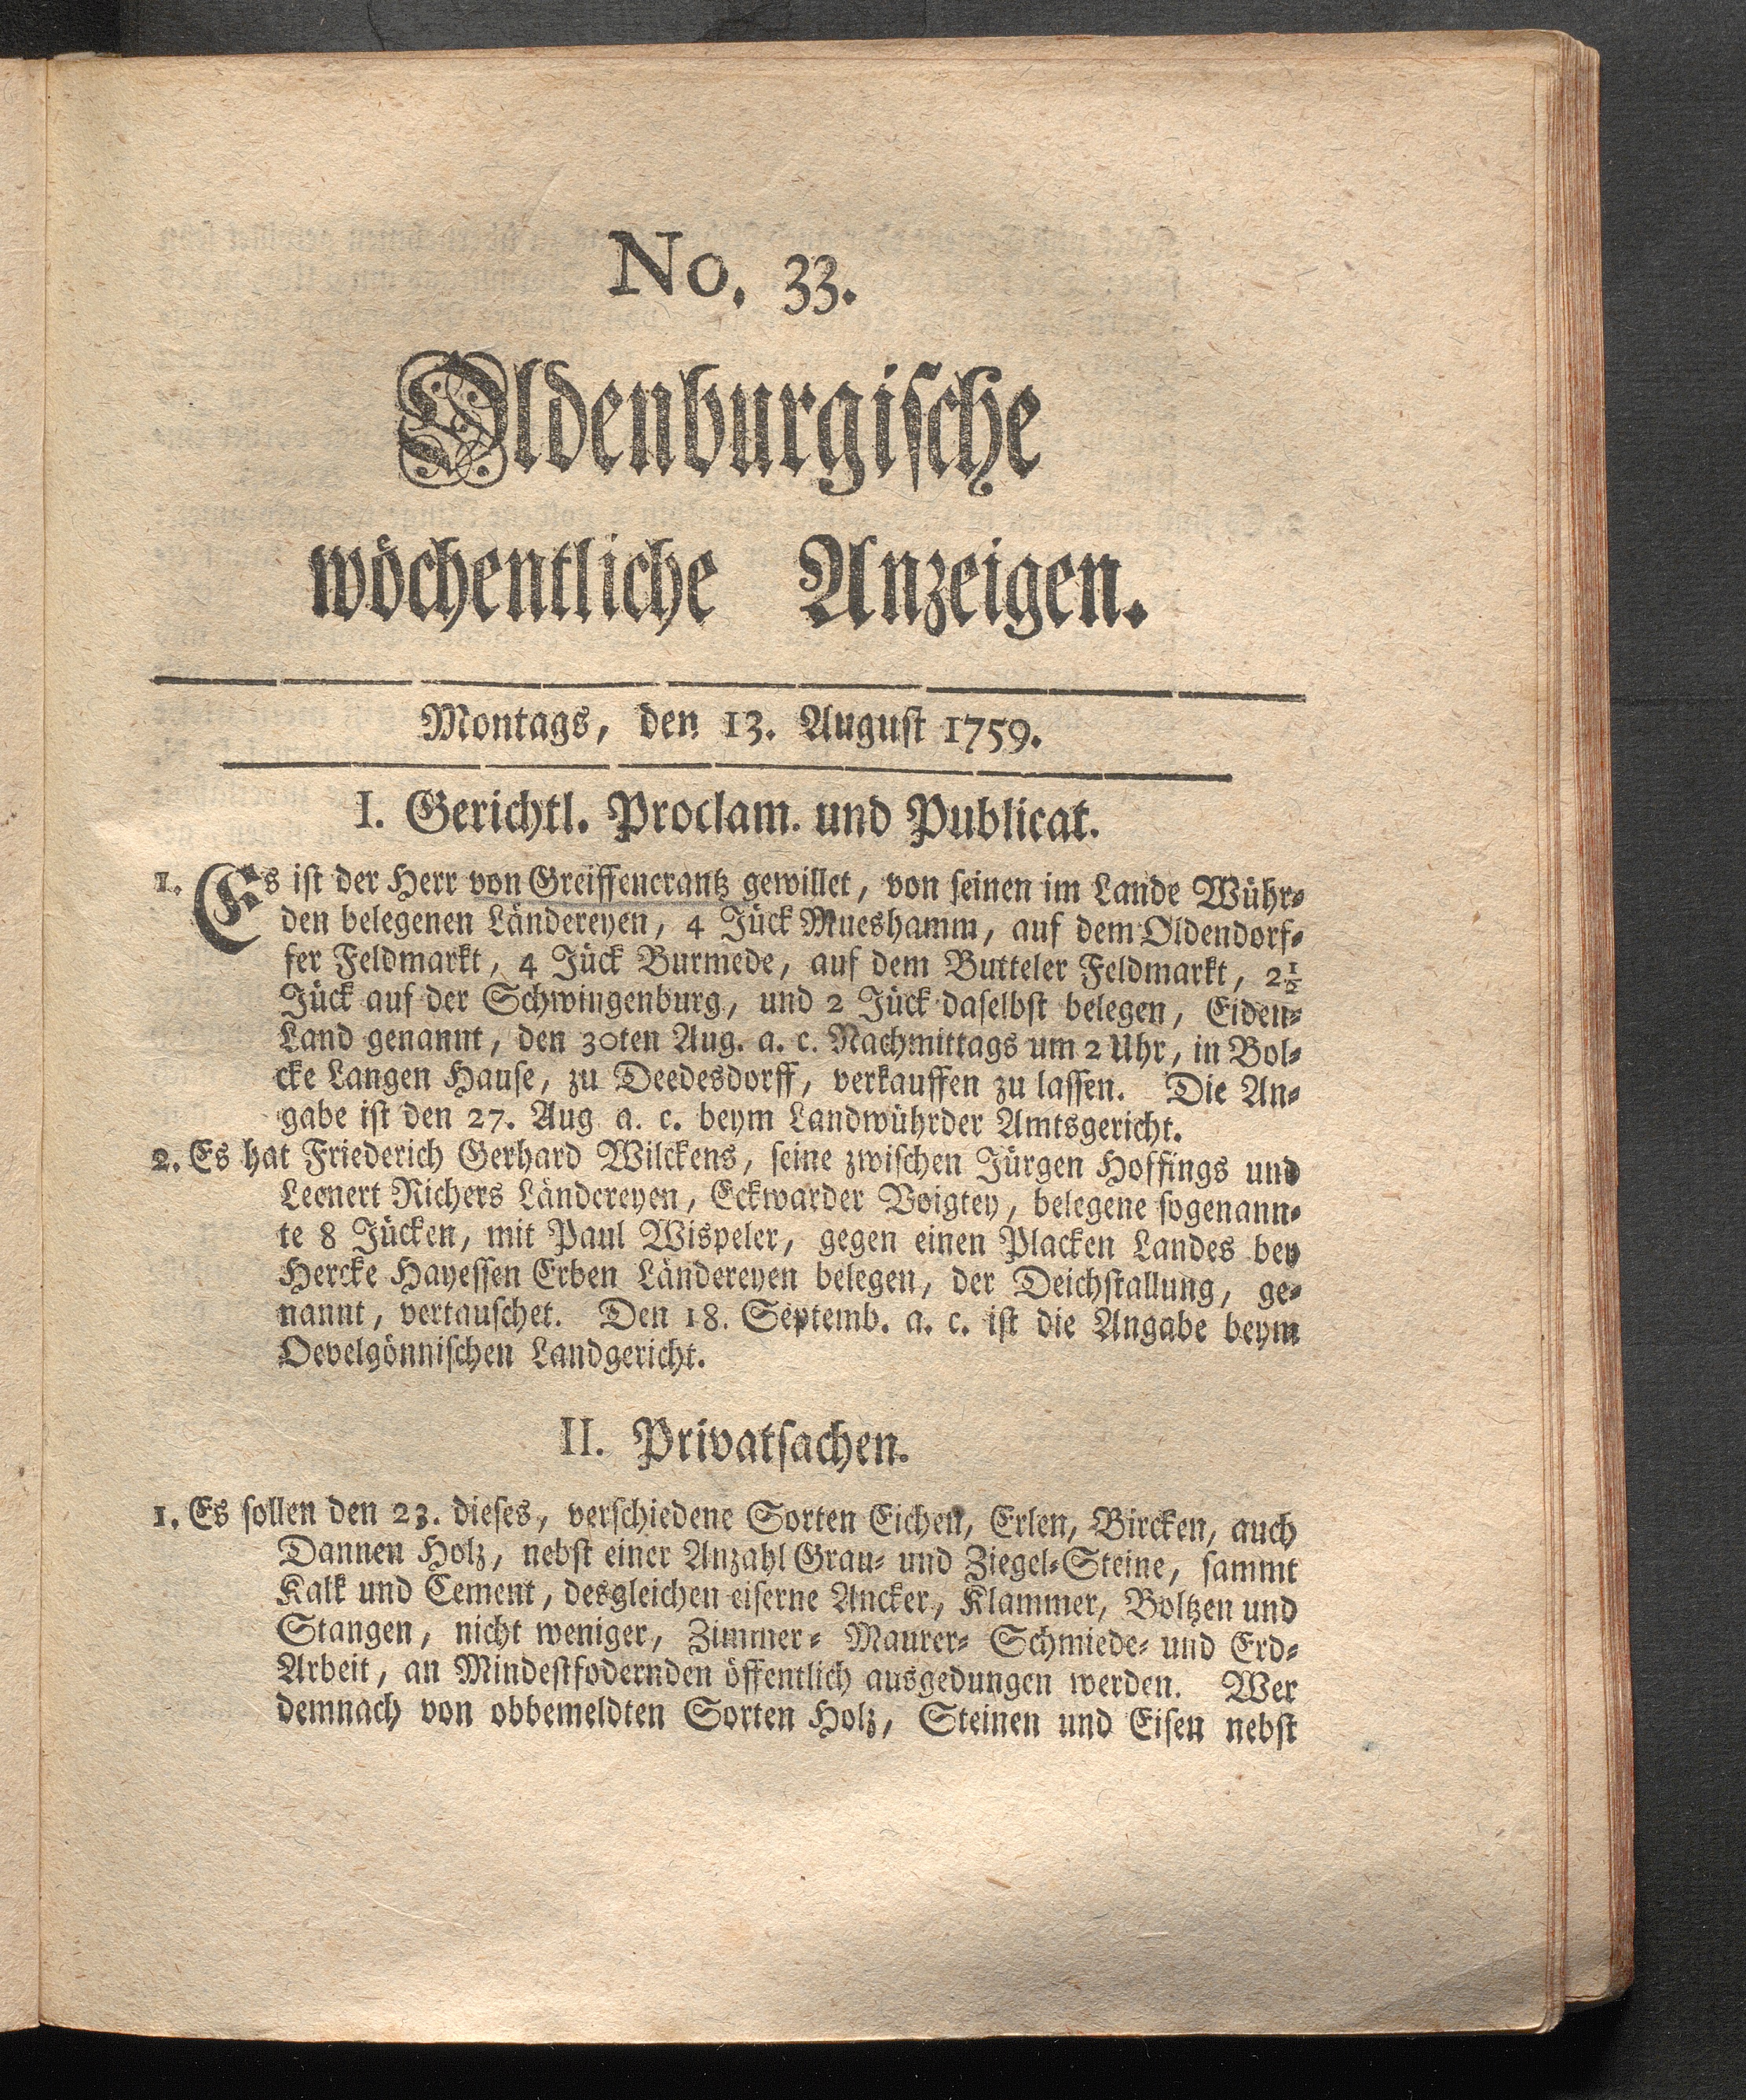 No. 33.
Oldenburgische
wöchentliche Anzeigen.
Montags, den 13. August 1759.
I. Gerichtl. Proclam. und Publicat.
1. Es ist der Herr von Greiffencrantz gewillet, von seinen im Lande Wühr-
den belegenen Ländereyen, 4 Jück Mueshamm, auf dem Oldendorf-
fer Feldmarkt, 4 Jück Burmede, auf dem Butteler Feldmarkt, 2½
Jück auf der Schwingenburg, und 2 Jück daselbst belegen, Eiden-
Land genannt, den 30ten Aug. a. c. Nachmittags um 2 Uhr, in Bol-
cke Langen Hause, zu Deedesdorff, verkauffen zu lassen. Die An-
gabe ist den 27. Aug a. c. beym Landwührder Amtsgericht.
2. Es hat Friederich Gerhard Wilckens, seine zwischen Jürgen Hoffings und
Leenert Richers Ländereyen, Eckwarder Voigtey, belegene sogenann-
te 8 Jücken, mit Paul Wispeler, gegen einen Placken Landes bey
Hercke Hayessen Erben Ländereyen belegen, der Deichstallung, ge-
nannt, vertauschet. Den 18. Septemb. a. c. ist die Angabe beym
Oevelgönnischen Landgericht.
II. Privatsachen.
1. Es sollen den 23. dieses, verschiedene Sorten Eichen, Erlen, Bircken, auch
Dannen Holz, nebst einer Anzahl Grau- und Ziegel-Steine, sammt
Kalk und Cement, desgleichen eiserne Ancker, Klammer, Boltzen und
Stangen, nicht weniger, Zimmer- Maurer- Schmiede- und Erd-
Arbeit, an Mindestfodernden öffentlich ausgedungen werden. Wer
demnach von obbemeldten Sorten Holz, Steinen und Eisen nebst